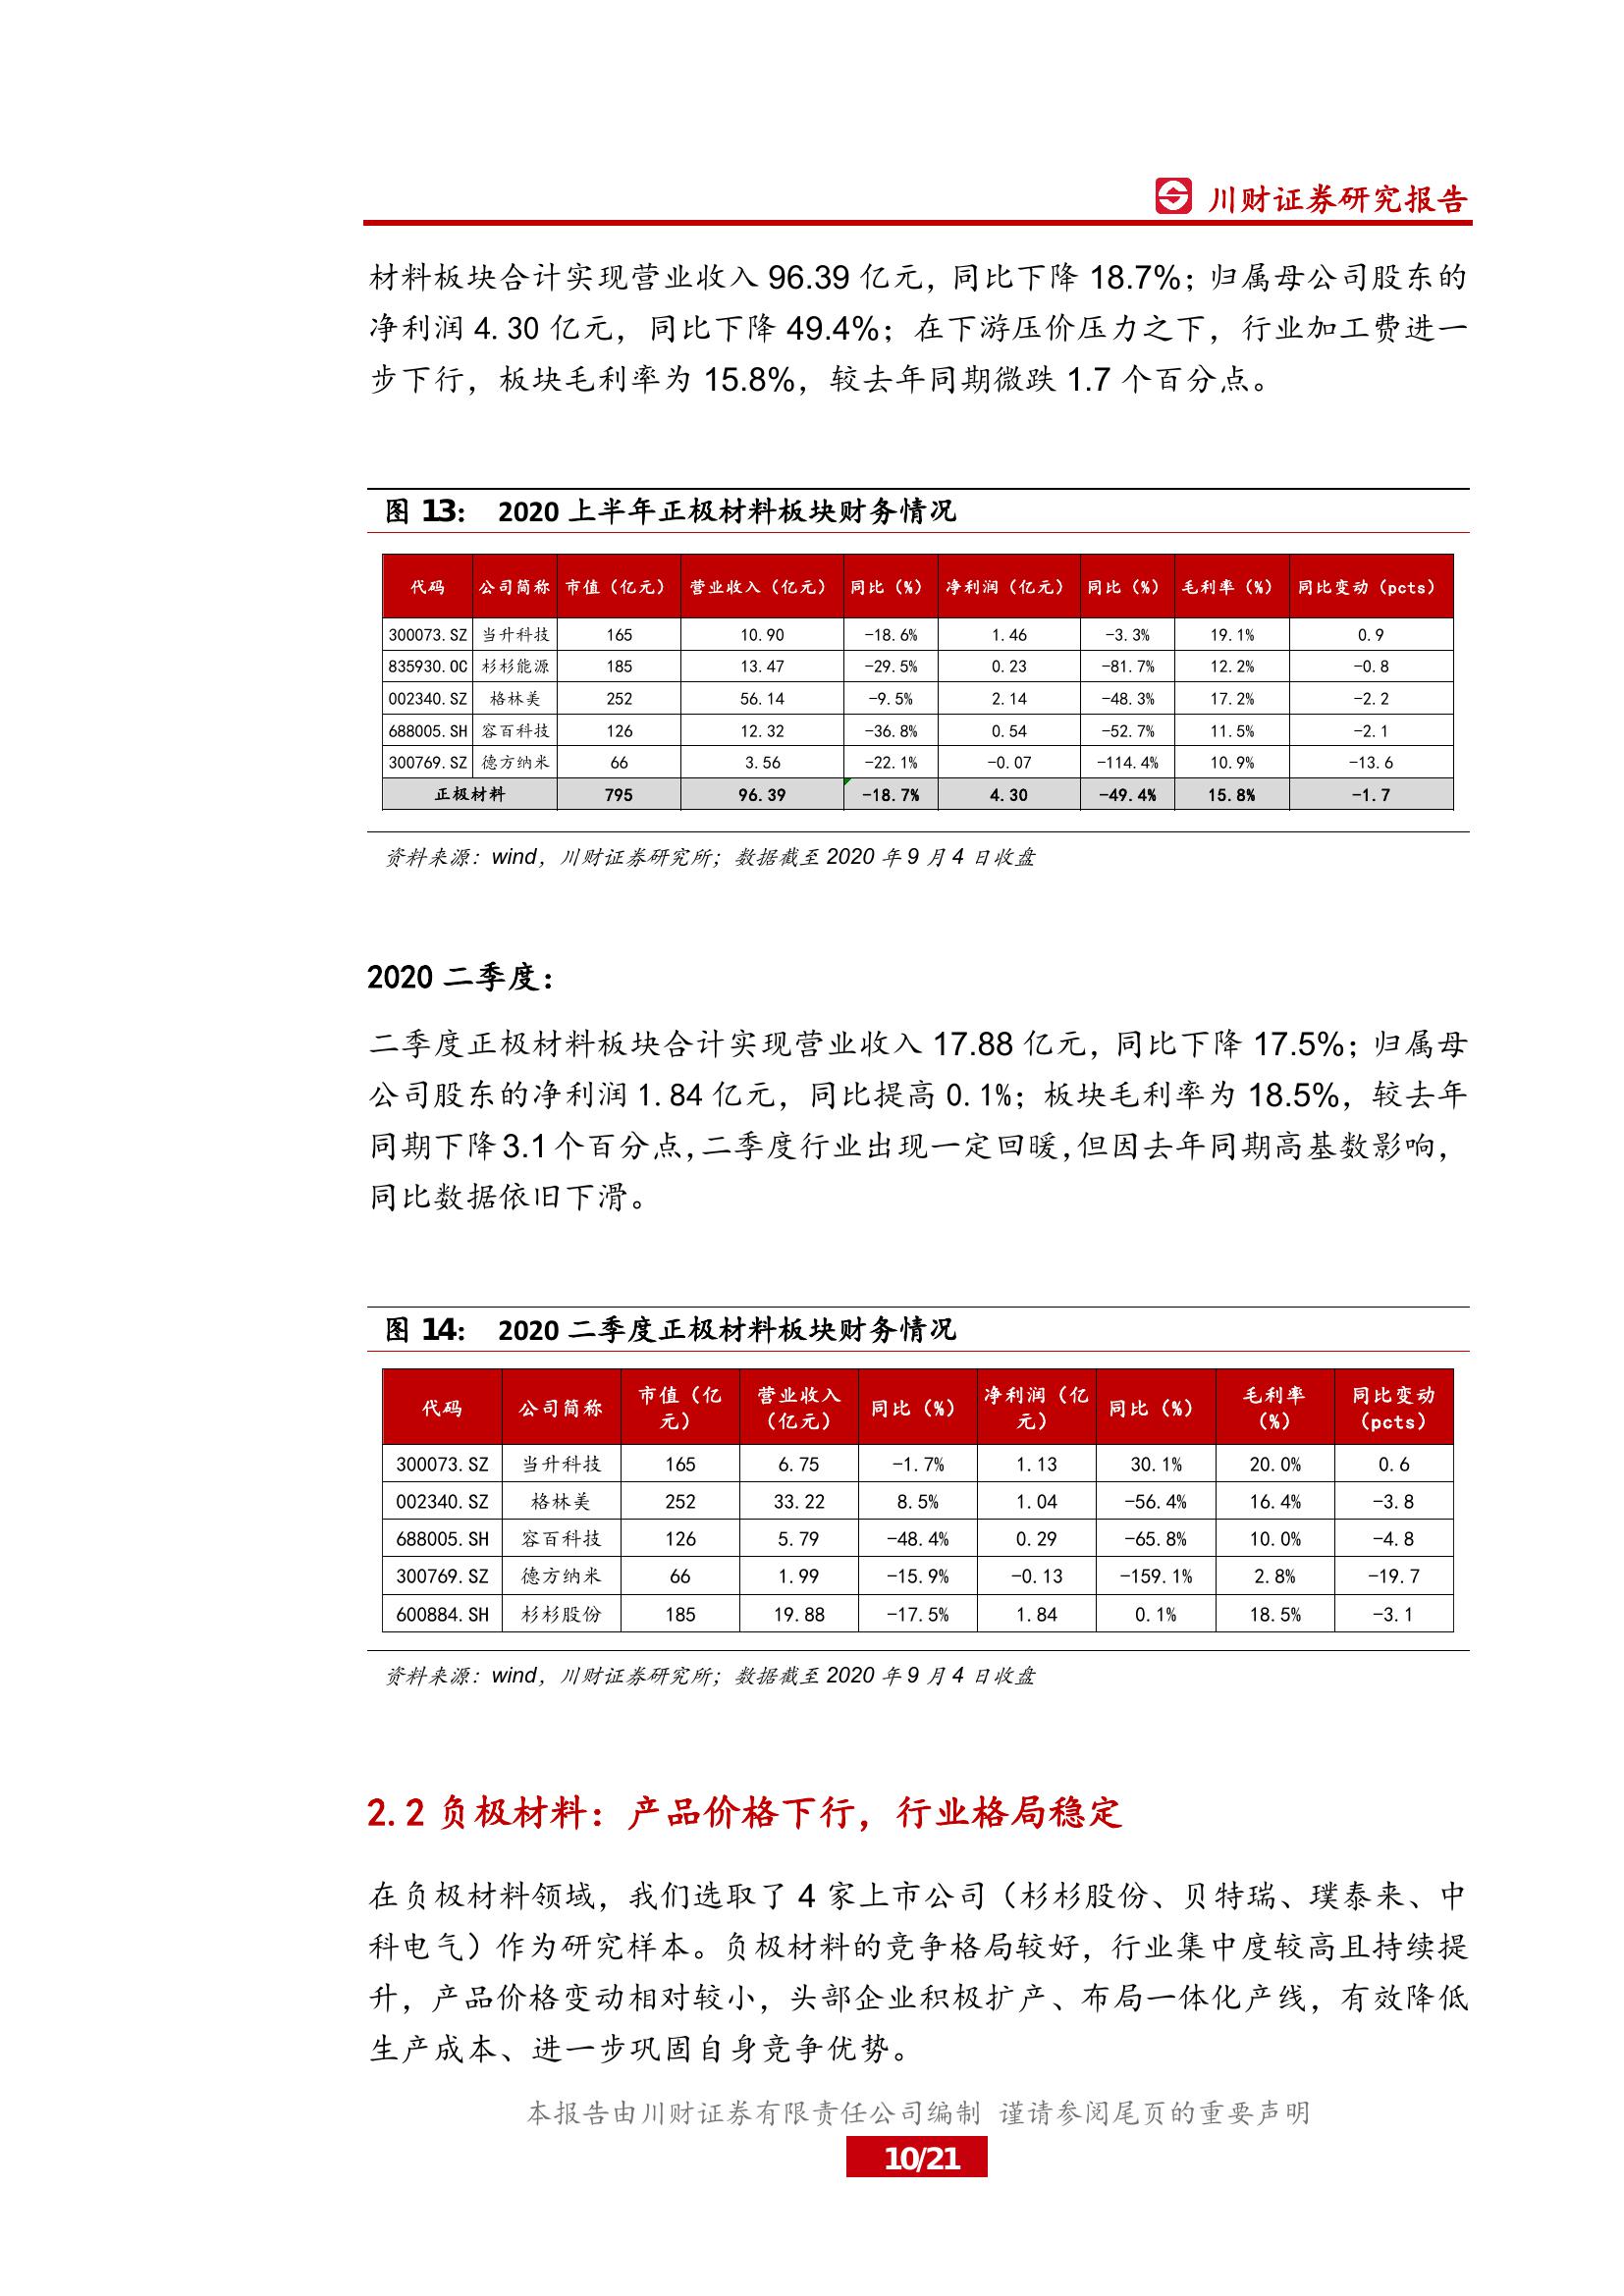 川财证券研究报告
材料板块合计实现营业收入 96.39 亿元，同比下降 18.7%；归属母公司股东的
净利润 4.30 亿元，同比下降 49.4%；在下游压价压力之下，行业加工费进一
步下行，板块毛利率为 15.8%，较去年同期微跌 1.7 个百分点。
图 13： 2020 上半年正极材料板块财务情况
代码 公司简称 市值（亿元） 营业收入（亿元） 同比（%） 净利润（亿元） 同比（%） 毛利率（%） 同比变动（pcts）
300073.SZ 当升科技 165 10.90 -18.6% 1.46 -3.3% 19.1% 0.9
835930.OC 杉杉能源 185 13.47 -29.5% 0.23 -81.7% 12.2% -0.8
002340.SZ 格林美 252 56.14 -9.5% 2.14 -48.3% 17.2% -2.2
688005.SH 容百科技 126 12.32 -36.8% 0.54 -52.7% 11.5% -2.1
300769.SZ 德方纳米 66 3.56 -22.1% -0.07 -114.4% 10.9% -13.6
正极材料 795 96.39 -18.7% 4.30 -49.4% 15.8% -1.7
资料来源：wind，川财证券研究所；数据截至 2020 年 9 月 4 日收盘
2020 二季度：
二季度正极材料板块合计实现营业收入 17.88 亿元，同比下降 17.5%；归属母
公司股东的净利润 1.84 亿元，同比提高 0.1%；板块毛利率为 18.5%，较去年
同期下降 3.1 个百分点，二季度行业出现一定回暖，但因去年同期高基数影响，
同比数据依旧下滑。
图 14： 2020 二季度正极材料板块财务情况
代码 公司简称 市值（亿元） 营业收入（亿元） 同比（%） 净利润（亿元） 同比（%） 毛利率（%） 同比变动（pcts）
300073.SZ 当升科技 165 6.75 -1.7% 1.13 30.1% 20.0% 0.6
002340.SZ 格林美 252 33.22 8.5% 1.04 -56.4% 16.4% -3.8
688005.SH 容百科技 126 5.79 -48.4% 0.29 -65.8% 10.0% -4.8
300769.SZ 德方纳米 66 1.99 -15.9% -0.13 -159.1% 2.8% -19.7
600884.SH 杉杉股份 185 19.88 -17.5% 1.84 0.1% 18.5% -3.1
资料来源：wind，川财证券研究所；数据截至 2020 年 9 月 4 日收盘
2.2 负极材料：产品价格下行，行业格局稳定
在负极材料领域，我们选取了 4 家上市公司（杉杉股份、贝特瑞、璞泰来、中
科电气）作为研究样本。负极材料的竞争格局较好，行业集中度较高且持续提
升，产品价格变动相对较小，头部企业积极扩产、布局一体化产线，有效降低
生产成本、进一步巩固自身竞争优势。
本报告由川财证券有限责任公司编制 谨请参阅尾页的重要声明
10/21